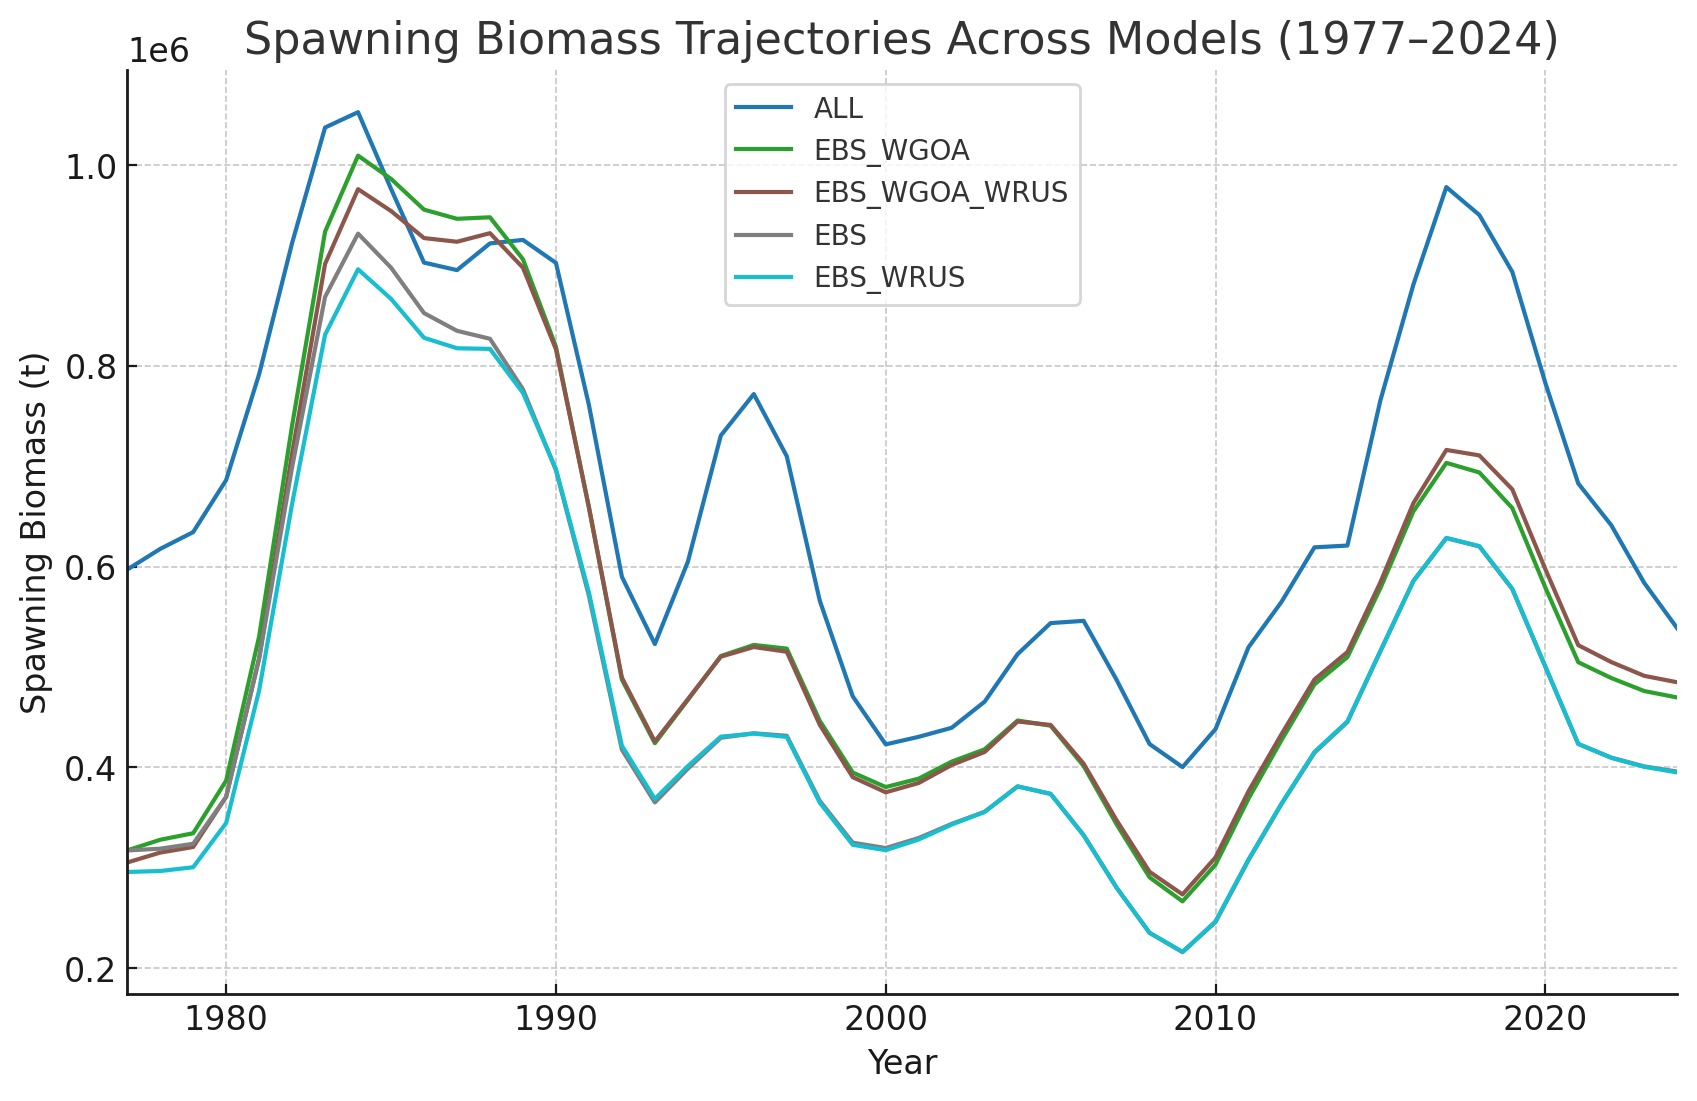 Spawning Biomass Trajectories Across Models (1977–2024)
1e6
ALL
EBS_WGOA
EBS_WGOA_WRUS
EBS
EBS_WRUS
Spawning Biomass (t)
1.0
0.8
0.6
0.4
0.2
1980 1990 2000 2010 2020
Year